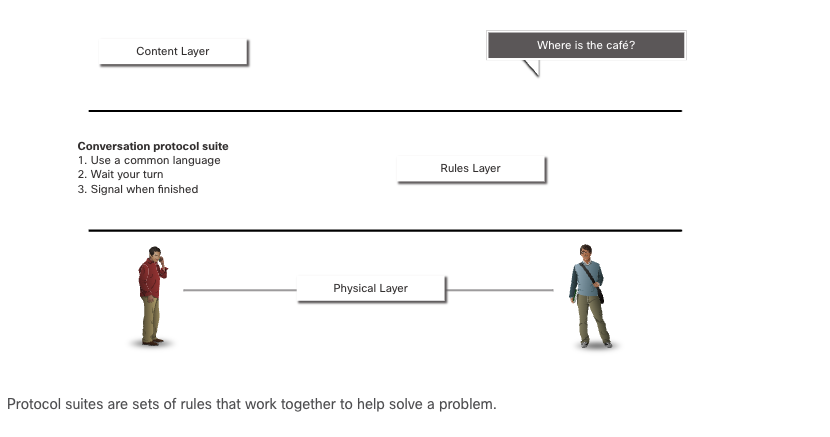 Content Layer
Where is the café?
Conversation protocol suite
1. Use a common language
2. Wait your turn
3. Signal when finished
Rules Layer
Physical Layer
Protocol suites are sets of rules that work together to help solve a problem.